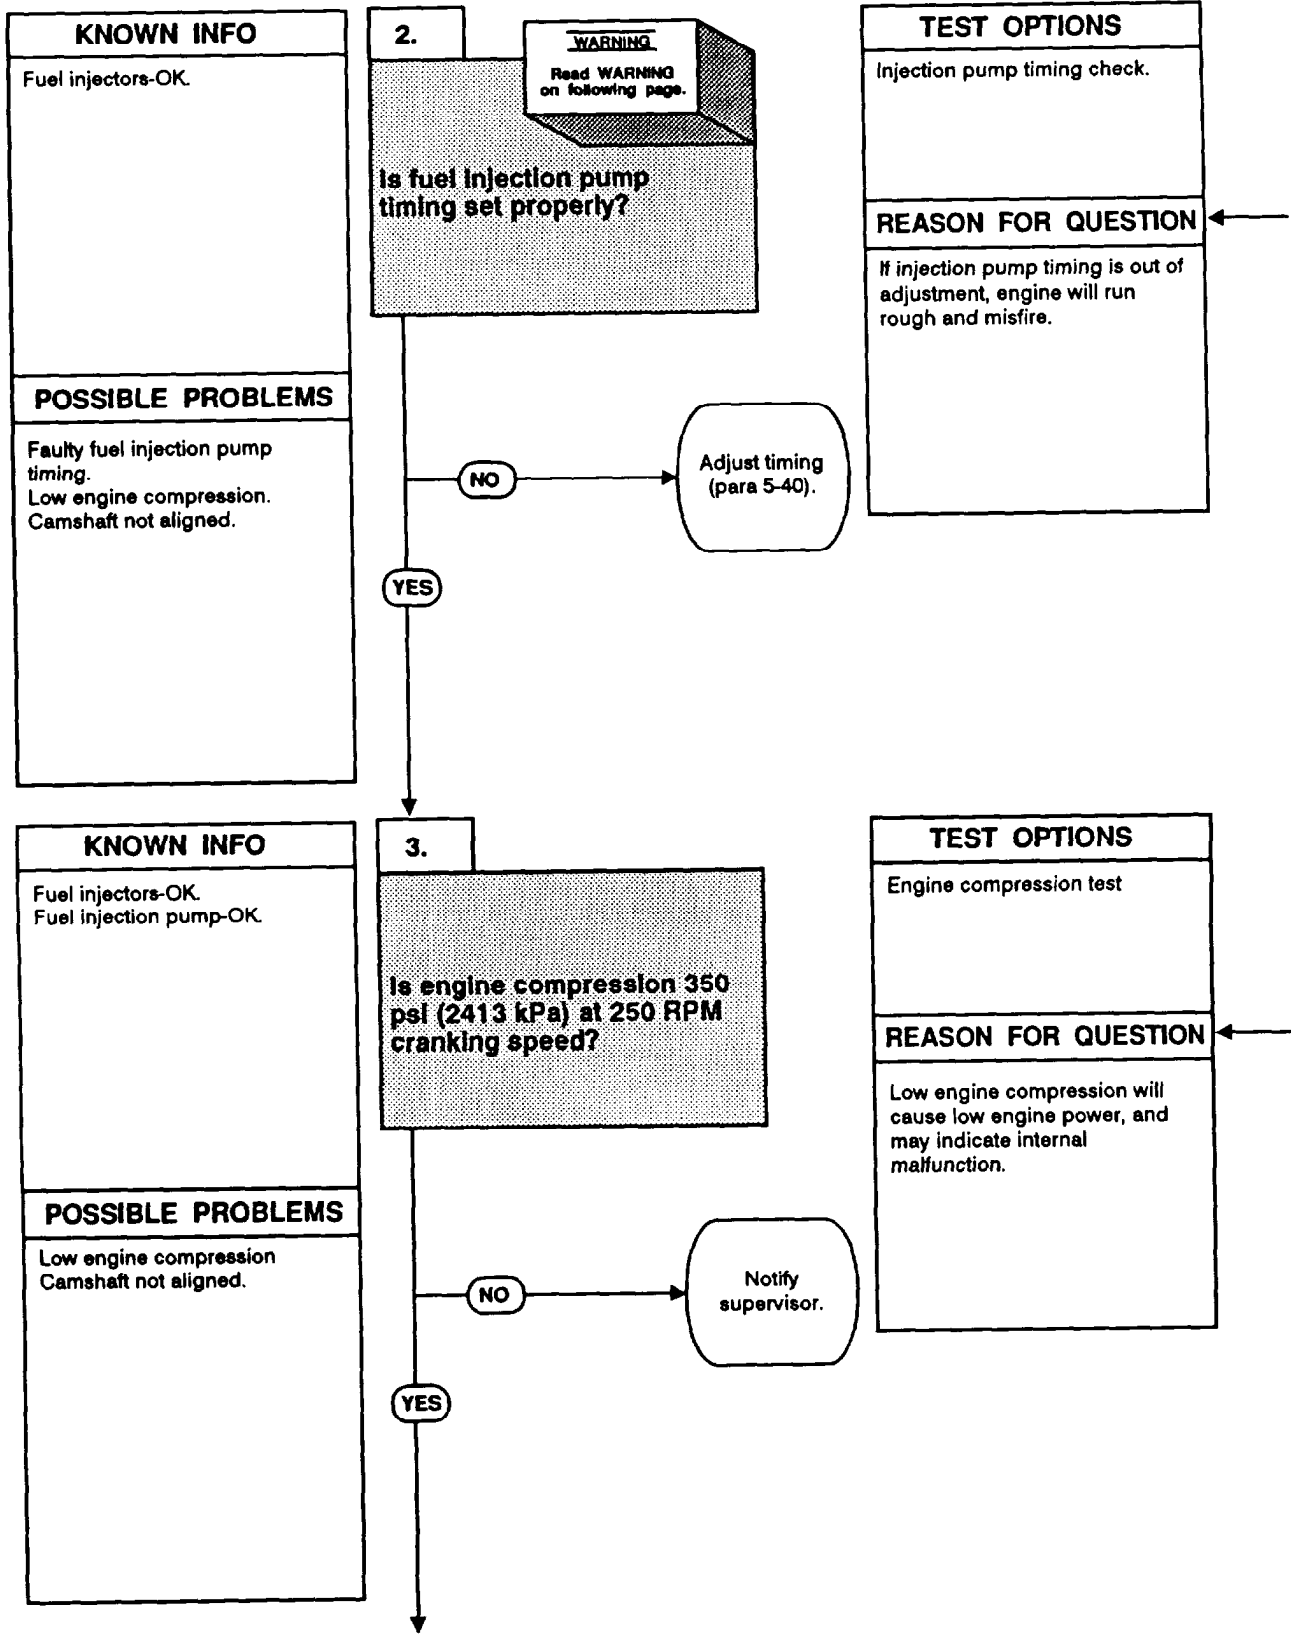 KNOWN INFO
Fuel injectors-OK.
POSSIBLE PROBLEMS
Faulty fuel injection pump
timing.
Low engine compression.
Camshaft not aligned.
2.
WARNING
Read WARNING
on following page.
Is fuel injection pump
timing set properly?
NO
Adjust timing
(para 5-40).
YES
TEST OPTIONS
Injection pump timing check.
REASON FOR QUESTION
If injection pump timing is out of
adjustment, engine will run
rough and misfire.
KNOWN INFO
Fuel injectors-OK.
Fuel injection pump-OK.
POSSIBLE PROBLEMS
Low engine compression
Camshaft not aligned.
3.
Is engine compression 350
psi (2413 kPa) at 250 RPM
cranking speed?
NO
Notify
supervisor.
YES
TEST OPTIONS
Engine compression test
REASON FOR QUESTION
Low engine compression will
cause low engine power, and
may indicate internal
malfunction.